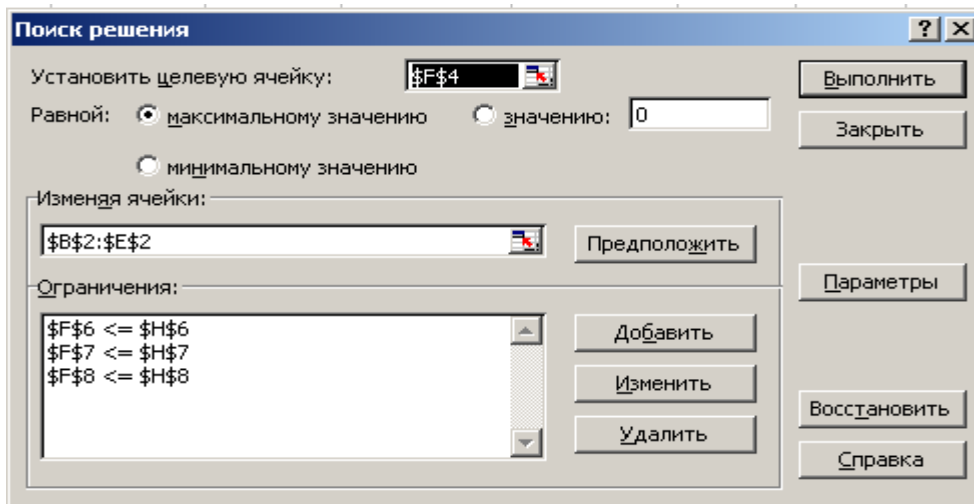 Поиск решения
Установить целевую ячейку: $F$4
Выполнить
Равной: максимальному значению значению: 0
Закрыть
минимальному значению
Изменяя ячейки:
$B$2:$E$2
Предположить
Параметры
Ограничения:
$F$6 <= $H$6
$F$7 <= $H$7
$F$8 <= $H$8
Добавить
Изменить
Удалить
Восстановить
Справка